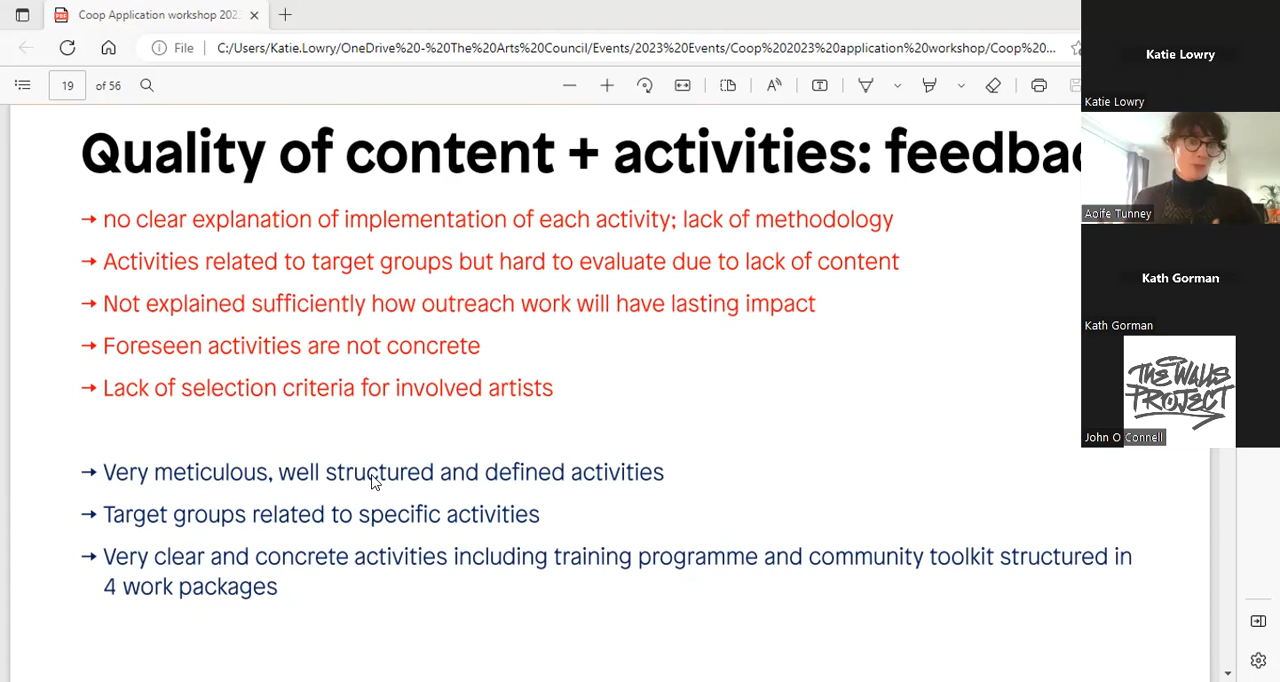 Coop Application workshop 202
File
C:/Users/Katie.Lowry/OneDrive%20-%20The%20Arts%20Council/Events/2023%20Events/Coop%202023%20application%20workshop/Coop%20...
19 of 56
Quality of content + activities: feedbac
→ no clear explanation of implementation of each activity; lack of methodology
→ Activities related to target groups but hard to evaluate due to lack of content
→ Not explained sufficiently how outreach work will have lasting impact
→ Foreseen activities are not concrete
→ Lack of selection criteria for involved artists
→ Very meticulous, well structured and defined activities
→ Target groups related to specific activities
→ Very clear and concrete activities including training programme and community toolkit structured in
4 work packages
Katie Lowry
Katie Lowry
Aoife Tunney
Kath Gorman
Kath Gorman
THE WALLS
PROJECT
John O Connell